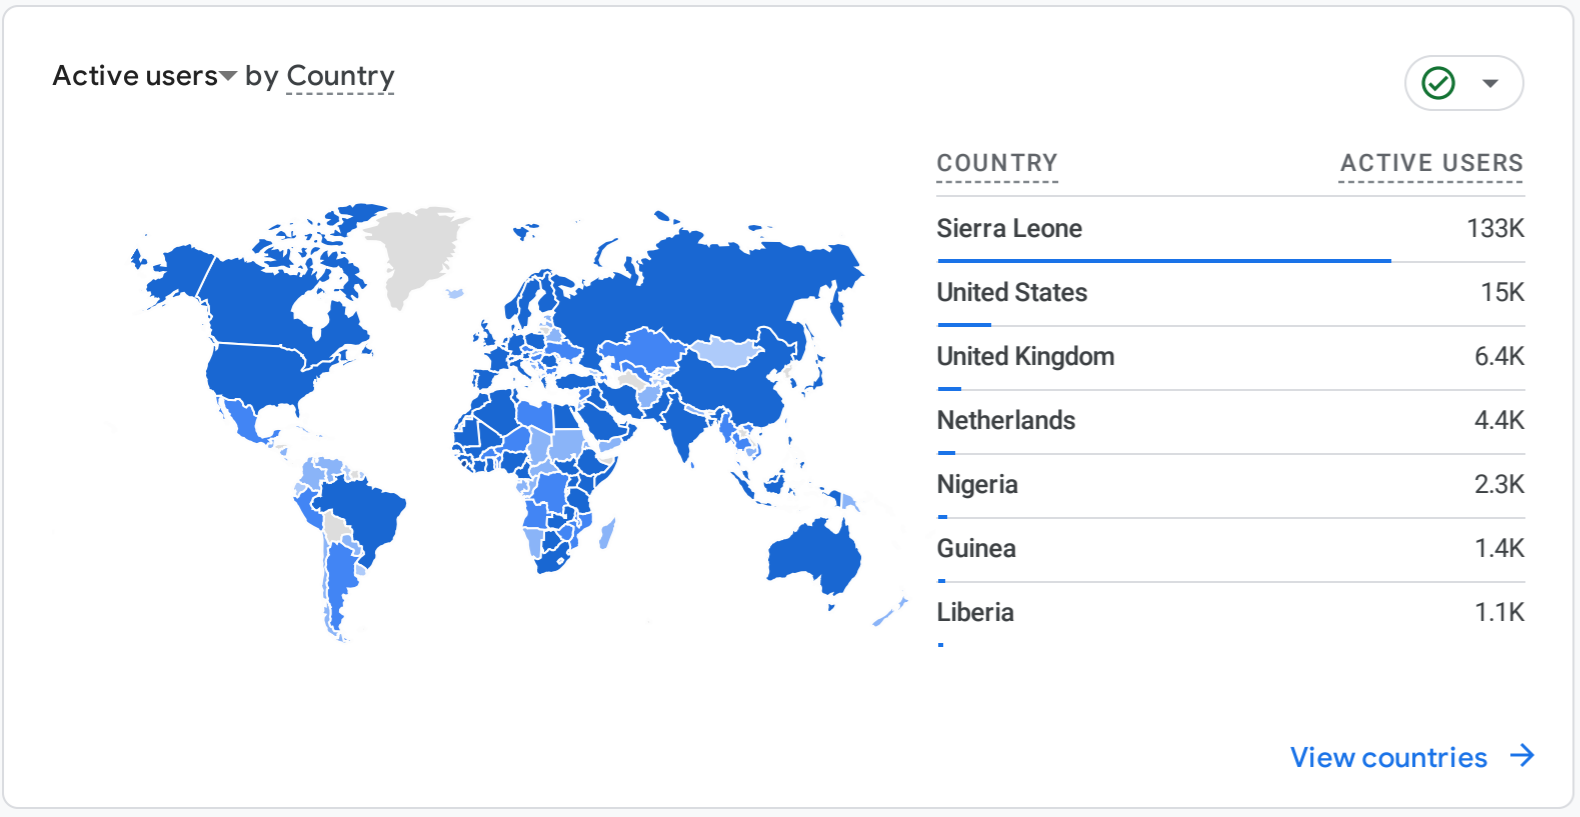 Active users by Country
COUNTRY ACTIVE USERS
Sierra Leone 133K
United States 15K
United Kingdom 6.4K
Netherlands 4.4K
Nigeria 2.3K
Guinea 1.4K
Liberia 1.1K
View countries